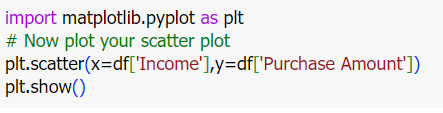 import matplotlib.pyplot as plt
# Now plot your scatter plot
plt.scatter(x=df['Income'],y=df['Purchase Amount'])
plt.show()